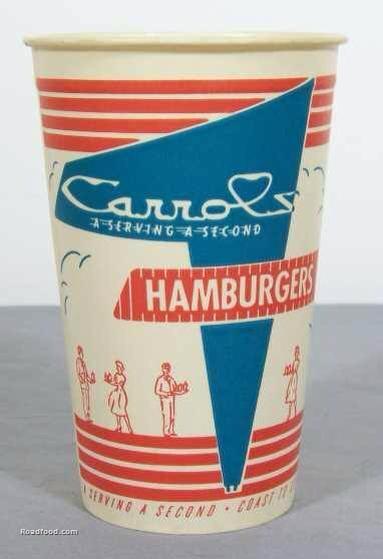 Carrols
A·SERVING·A·SECOND
HAMBURGERS
A SERVING A SECOND • COAST TO
Roadfood.com